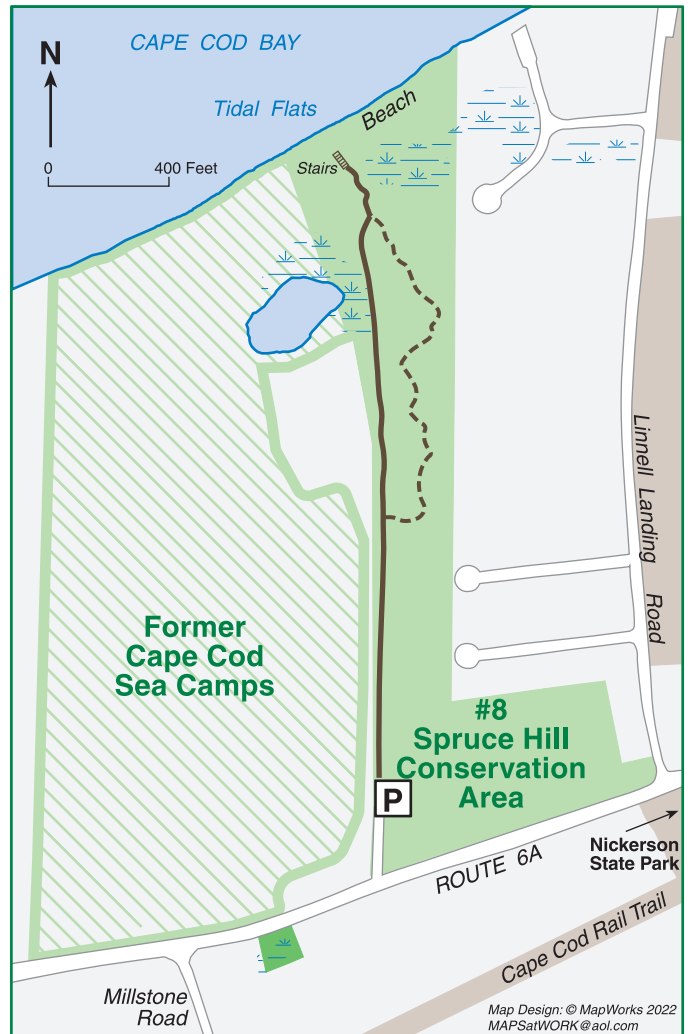 CAPE COD BAY
N
Tidal Flats
Beach
0 400 Feet
Stairs
Linnell Landing Road
Former
Cape Cod
Sea Camps
#8
Spruce Hill
Conservation
Area
P
Nickerson
State Park
ROUTE 6A
Cape Cod Rail Trail
Millstone
Road
Map Design: © MapWorks 2022
MAPSatWORK@aol.com